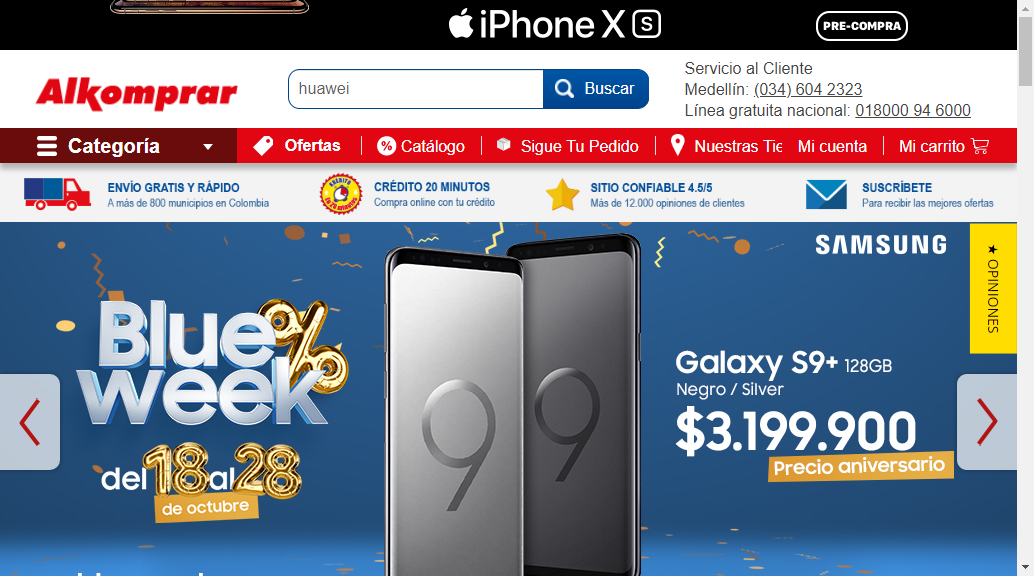 iPhone XS
PRE-COMPRA
Alkomprar
huawei
Buscar
Servicio al Cliente
Medellín: (034) 604 2323
Línea gratuita nacional: 018000 94 6000
Categoría
Ofertas
% Catálogo
Sigue Tu Pedido
Nuestras Tie
Mi cuenta
Mi carrito
ENVÍO GRATIS Y RÁPIDO
A más de 800 municipios en Colombia
CRÉDITO 20 MINUTOS
Compra online con tu crédito
SITIO CONFIABLE 4.5/5
Más de 12.000 opiniones de clientes
SUSCRÍBETE
Para recibir las mejores ofertas
SAMSUNG
★ OPINIONES
Blue %
week
del 18 al 28
de octubre
9
9
Galaxy S9+ 128GB
Negro / Silver
$3.199.900
Precio aniversario